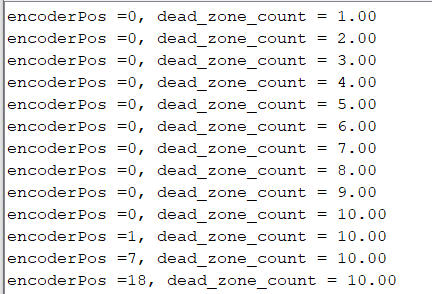 encoderPos =0, dead_zone_count = 1.00
encoderPos =0, dead_zone_count = 2.00
encoderPos =0, dead_zone_count = 3.00
encoderPos =0, dead_zone_count = 4.00
encoderPos =0, dead_zone_count = 5.00
encoderPos =0, dead_zone_count = 6.00
encoderPos =0, dead_zone_count = 7.00
encoderPos =0, dead_zone_count = 8.00
encoderPos =0, dead_zone_count = 9.00
encoderPos =0, dead_zone_count = 10.00
encoderPos =1, dead_zone_count = 10.00
encoderPos =7, dead_zone_count = 10.00
encoderPos =18, dead_zone_count = 10.00